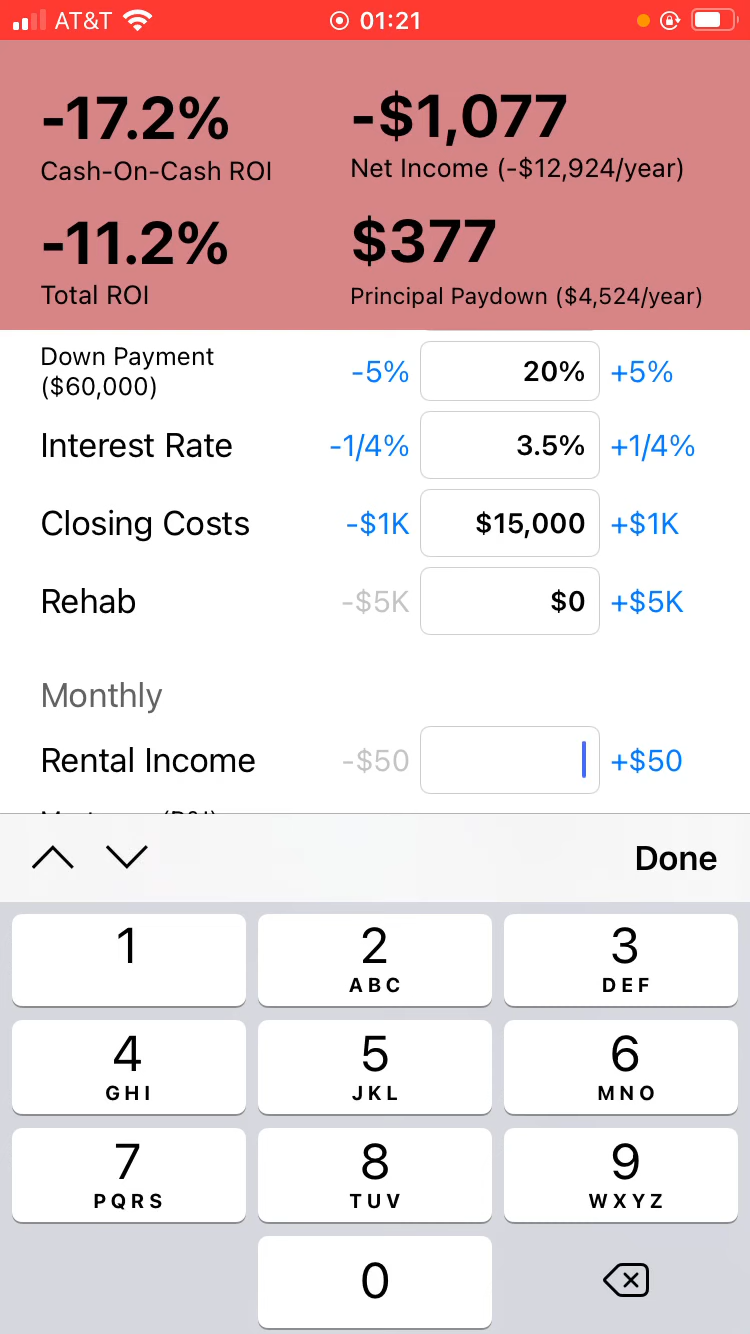 AT&T 01:21
-17.2% -$1,077
Cash-On-Cash ROI Net Income (-$12,924/year)
-11.2% $377
Total ROI Principal Paydown ($4,524/year)
Down Payment
($60,000) -5% 20% +5%
Interest Rate -1/4% 3.5% +1/4%
Closing Costs -$1K $15,000 +$1K
Rehab -$5K $0 +$5K
Monthly
Rental Income -$50 +$50
Done
1 2 3
ABC DEF
4 5 6
GHI JKL MNO
7 8 9
PQRS TUV WXYZ
0